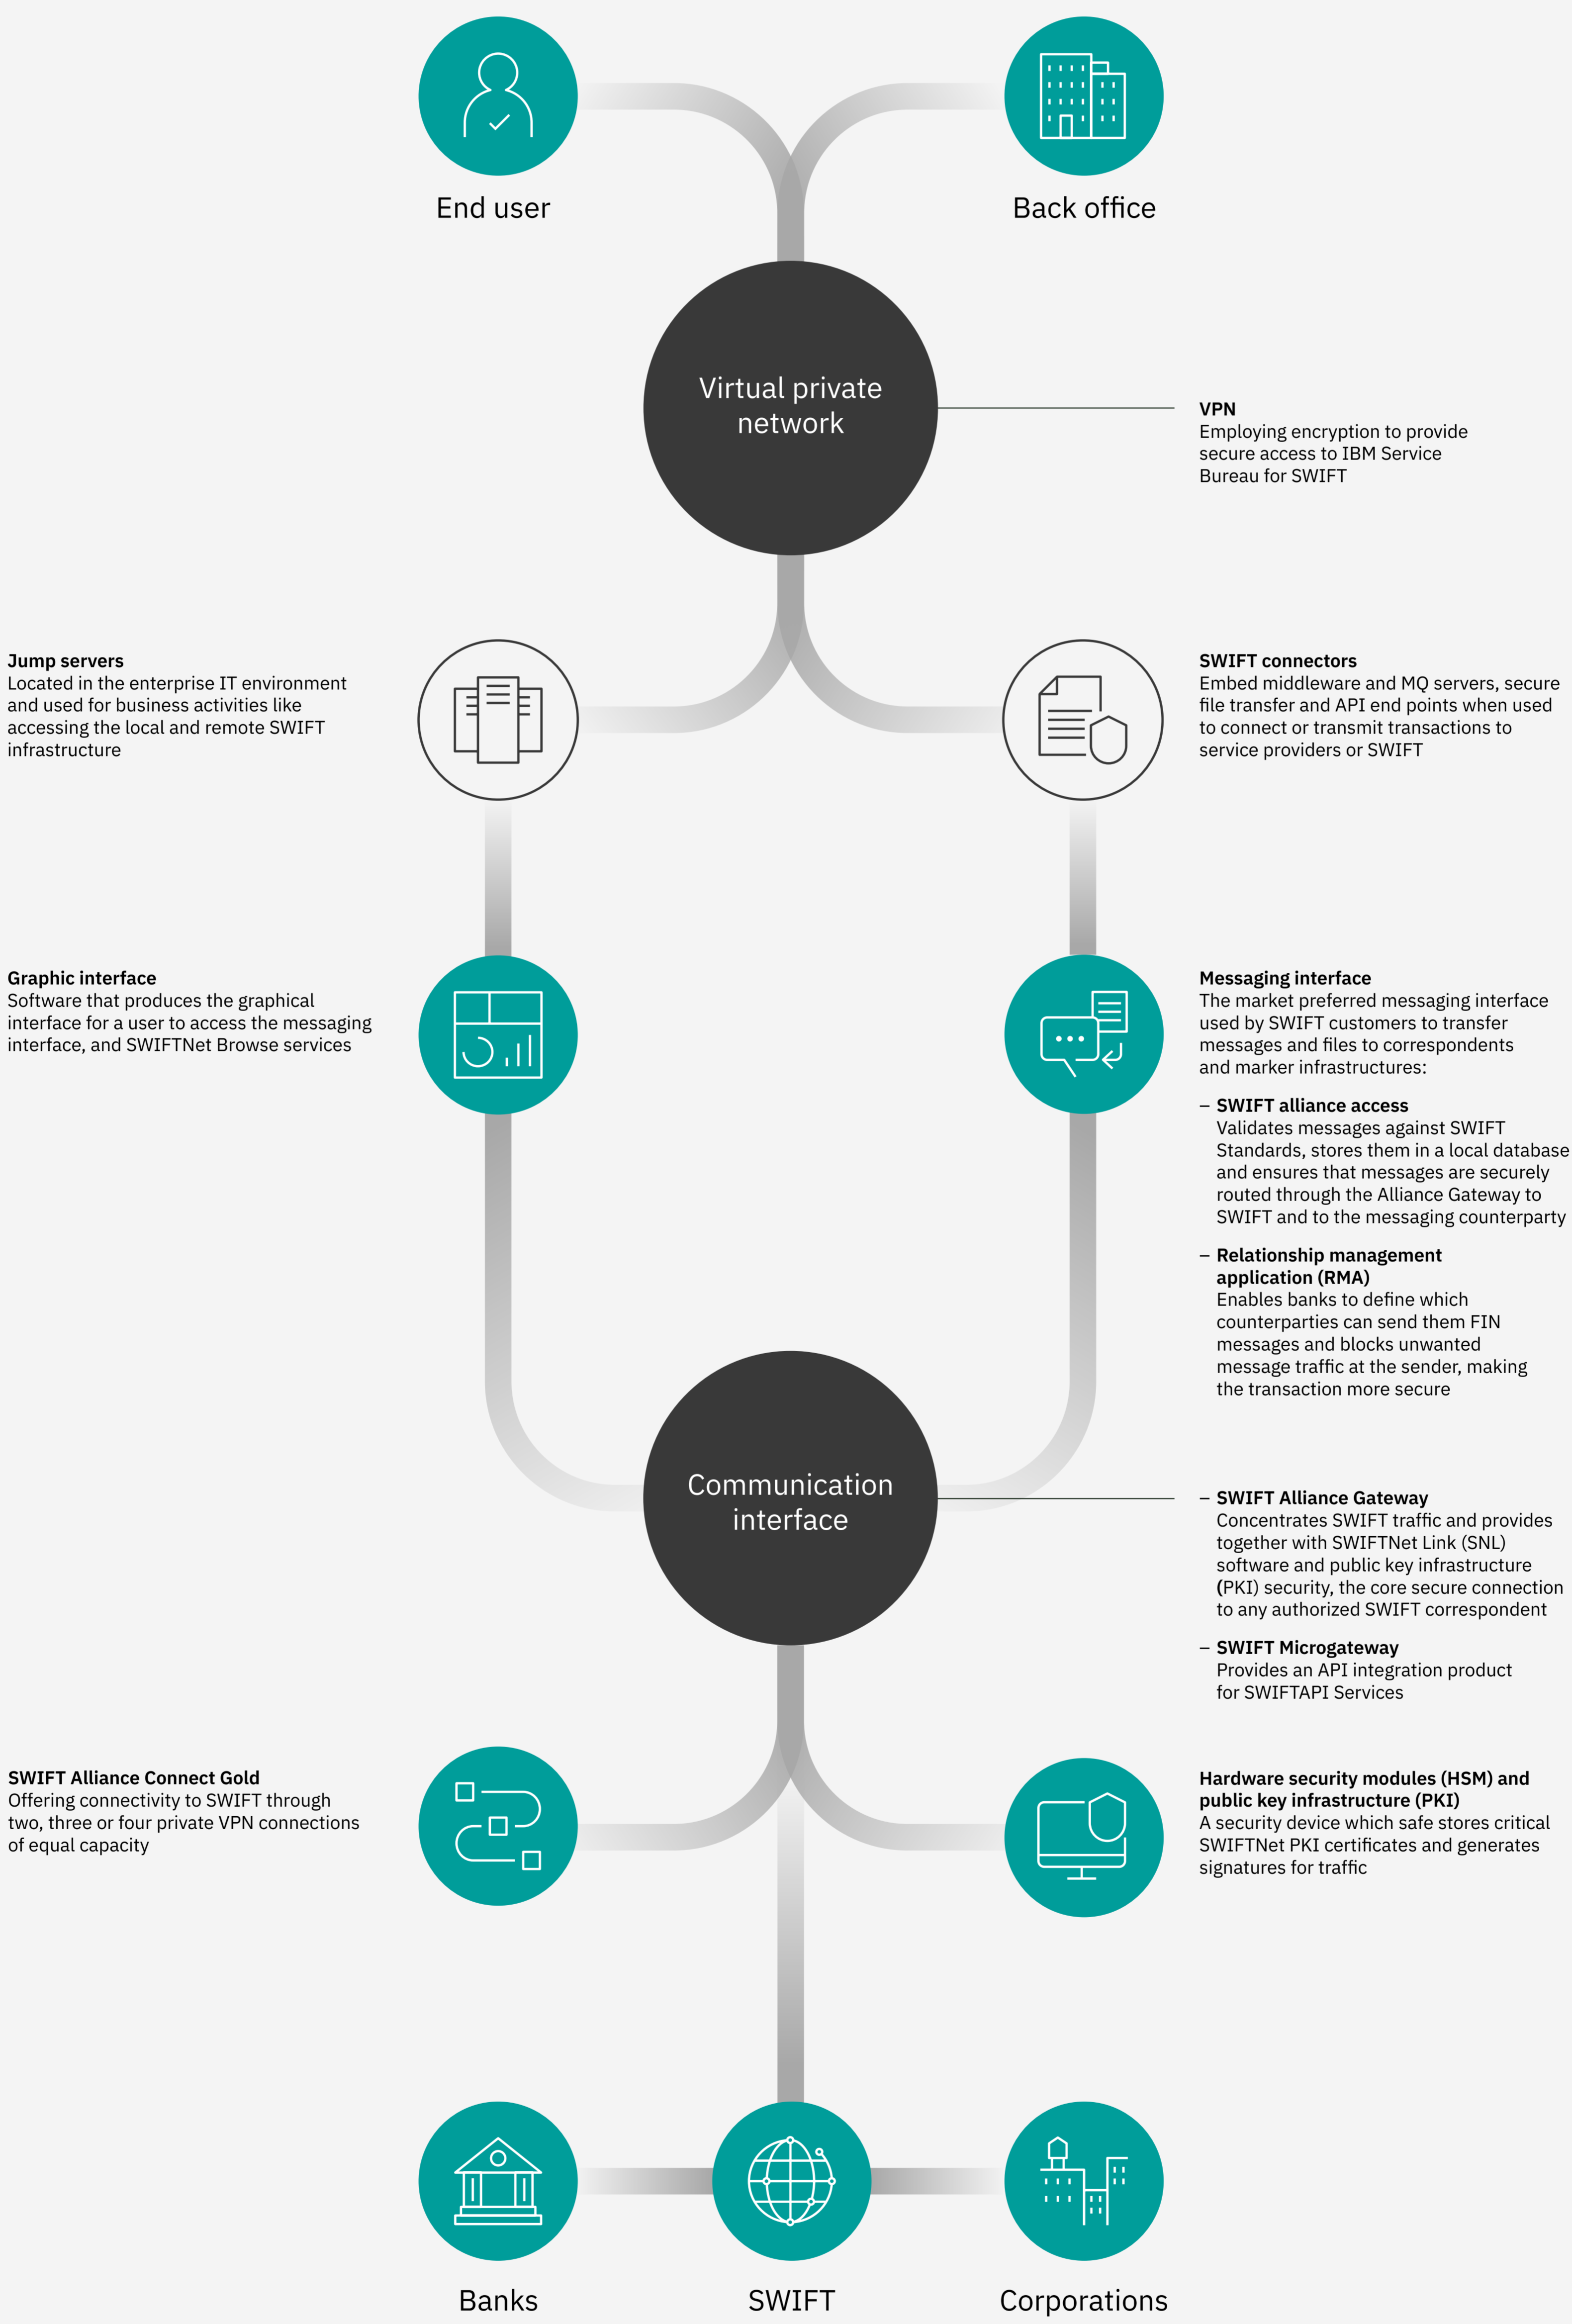 End user
Back office
Virtual private
network
VPN
Employing encryption to provide
secure access to IBM Service
Bureau for SWIFT
Jump servers
Located in the enterprise IT environment
and used for business activities like
accessing the local and remote SWIFT
infrastructure
SWIFT connectors
Embed middleware and MQ servers, secure
file transfer and API end points when used
to connect or transmit transactions to
service providers or SWIFT
Graphic interface
Software that produces the graphical
interface for a user to access the messaging
interface, and SWIFTNet Browse services
Messaging interface
The market preferred messaging interface
used by SWIFT customers to transfer
messages and files to correspondents
and marker infrastructures:
– SWIFT alliance access
Validates messages against SWIFT
Standards, stores them in a local database
and ensures that messages are securely
routed through the Alliance Gateway to
SWIFT and to the messaging counterparty
– Relationship management
application (RMA)
Enables banks to define which
counterparties can send them FIN
messages and blocks unwanted
message traffic at the sender, making
the transaction more secure
Communication
interface
– SWIFT Alliance Gateway
Concentrates SWIFT traffic and provides
together with SWIFTNet Link (SNL)
software and public key infrastructure
(PKI) security, the core secure connection
to any authorized SWIFT correspondent
– SWIFT Microgateway
Provides an API integration product
for SWIFTAPI Services
SWIFT Alliance Connect Gold
Offering connectivity to SWIFT through
two, three or four private VPN connections
of equal capacity
Hardware security modules (HSM) and
public key infrastructure (PKI)
A security device which safe stores critical
SWIFTNet PKI certificates and generates
signatures for traffic
Banks
SWIFT
Corporations